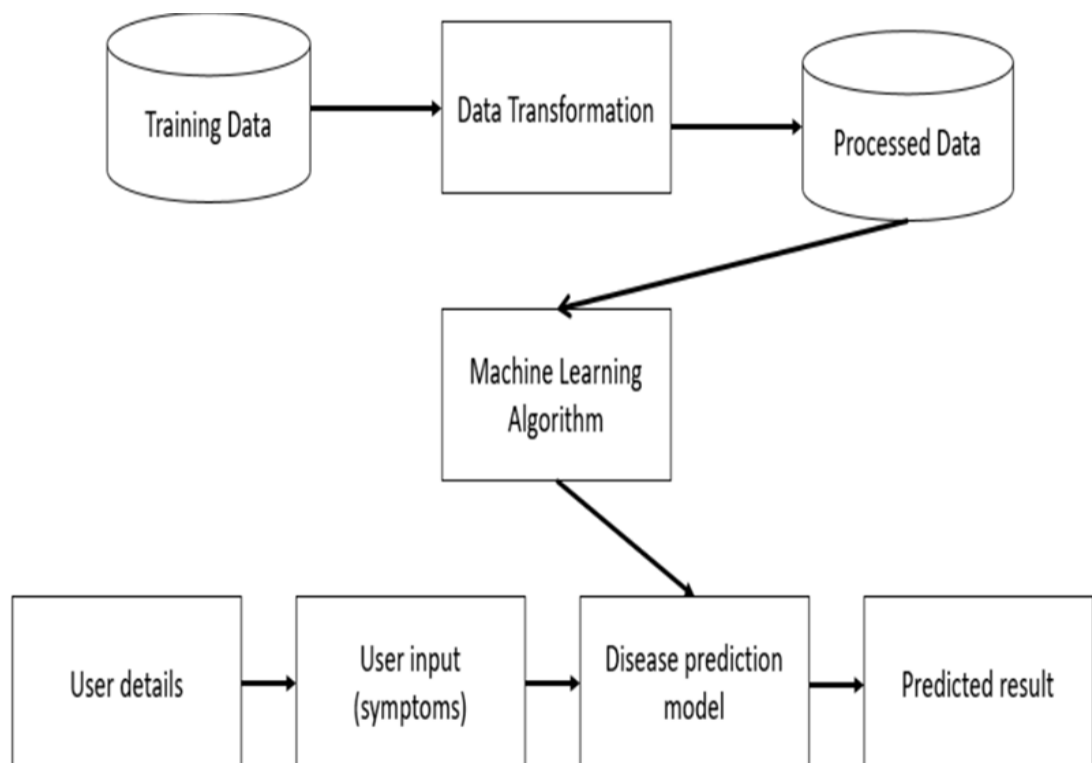 Training Data
Data Transformation
Processed Data
Machine Learning
Algorithm
User details
User input
(symptoms)
Disease prediction
model
Predicted result